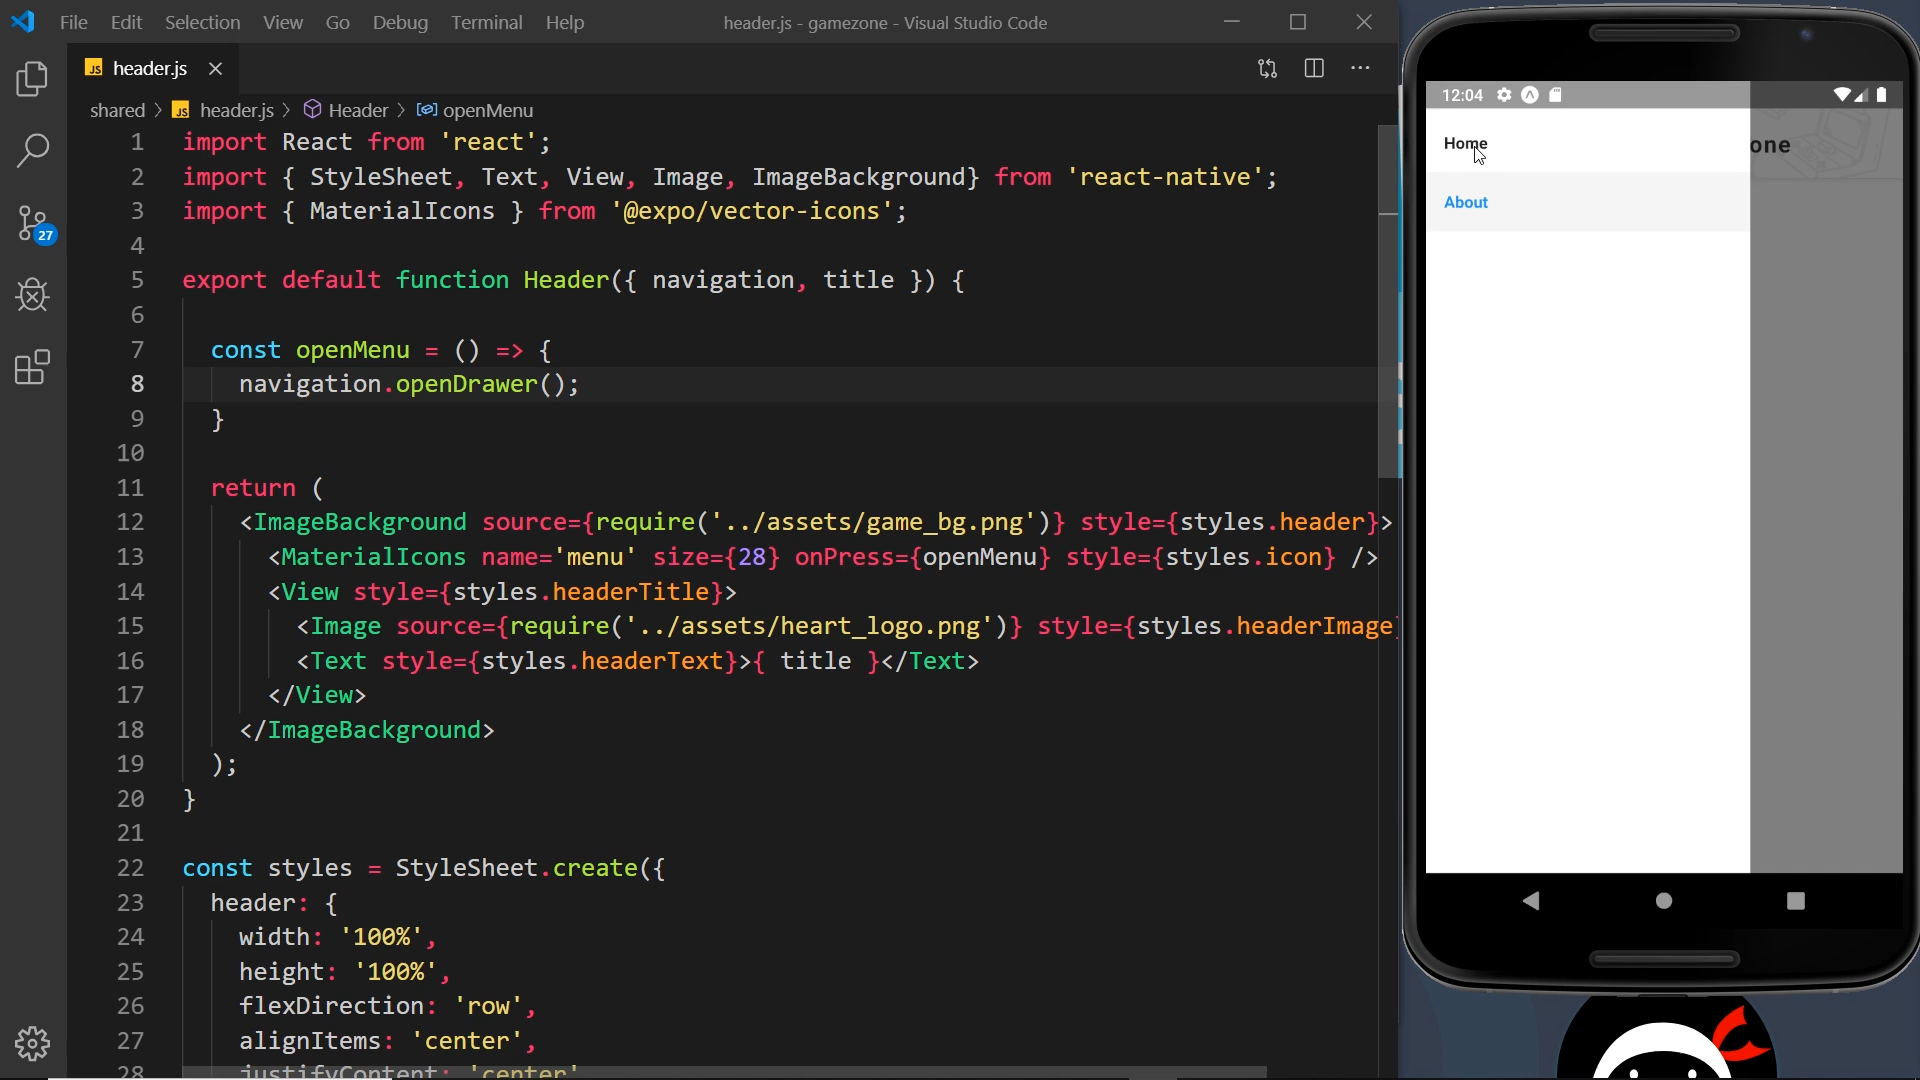 File Edit Selection View Go Debug Terminal Help header.js - gamezone - Visual Studio Code
JS header.js
shared > JS header.js > Header > openMenu
27
1 import React from 'react';
2 import { StyleSheet, Text, View, Image, ImageBackground} from 'react-native';
3 import { MaterialIcons } from '@expo/vector-icons';
4
5 export default function Header({ navigation, title }) {
6
7 const openMenu = () => {
8 navigation.openDrawer();
9 }
10
11 return (
12 <ImageBackground source={require('../assets/game_bg.png')} style={styles.header}>
13 <MaterialIcons name='menu' size={28} onPress={openMenu} style={styles.icon} />
14 <View style={styles.headerTitle}>
15 <Image source={require('../assets/heart_logo.png')} style={styles.headerImage}
16 <Text style={styles.headerText}>{ title }</Text>
17 </View>
18 </ImageBackground>
19 );
20 }
21
22 const styles = StyleSheet.create({
23 header: {
24 width: '100%',
25 height: '100%',
26 flexDirection: 'row',
27 alignItems: 'center',
28 justifyContent: 'center'
12:04
Home
one
About